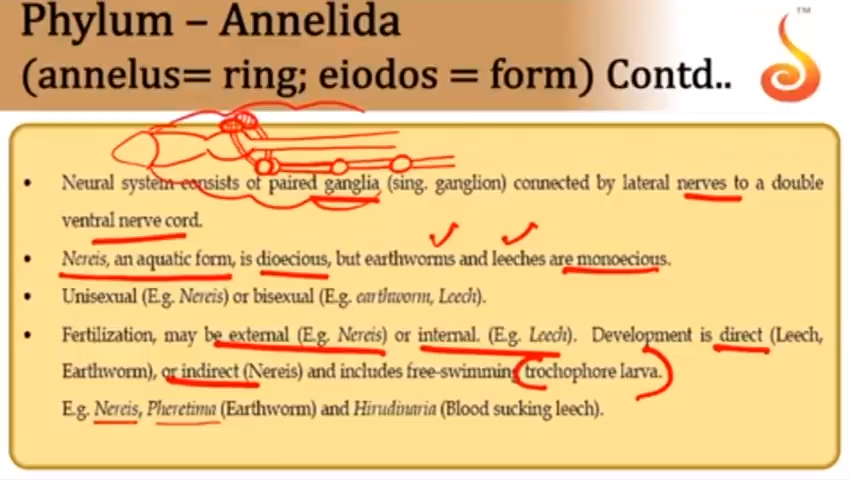 Phylum – Annelida
(annelus= ring; eiodos = form) Contd..
TM
• Neural system consists of paired ganglia (sing. ganglion) connected by lateral nerves to a double
ventral nerve cord.
• Nereis, an aquatic form, is dioecious, but earthworms and leeches are monoecious.
• Unisexual (E.g. Nereis) or bisexual (E.g. earthworm, Leech).
• Fertilization, may be external (E.g. Nereis) or internal. (E.g. Leech). Development is direct (Leech,
Earthworm), or indirect (Nereis) and includes free-swimming trochophore larva.
E.g. Nereis, Pheretima (Earthworm) and Hirudinaria (Blood sucking leech).